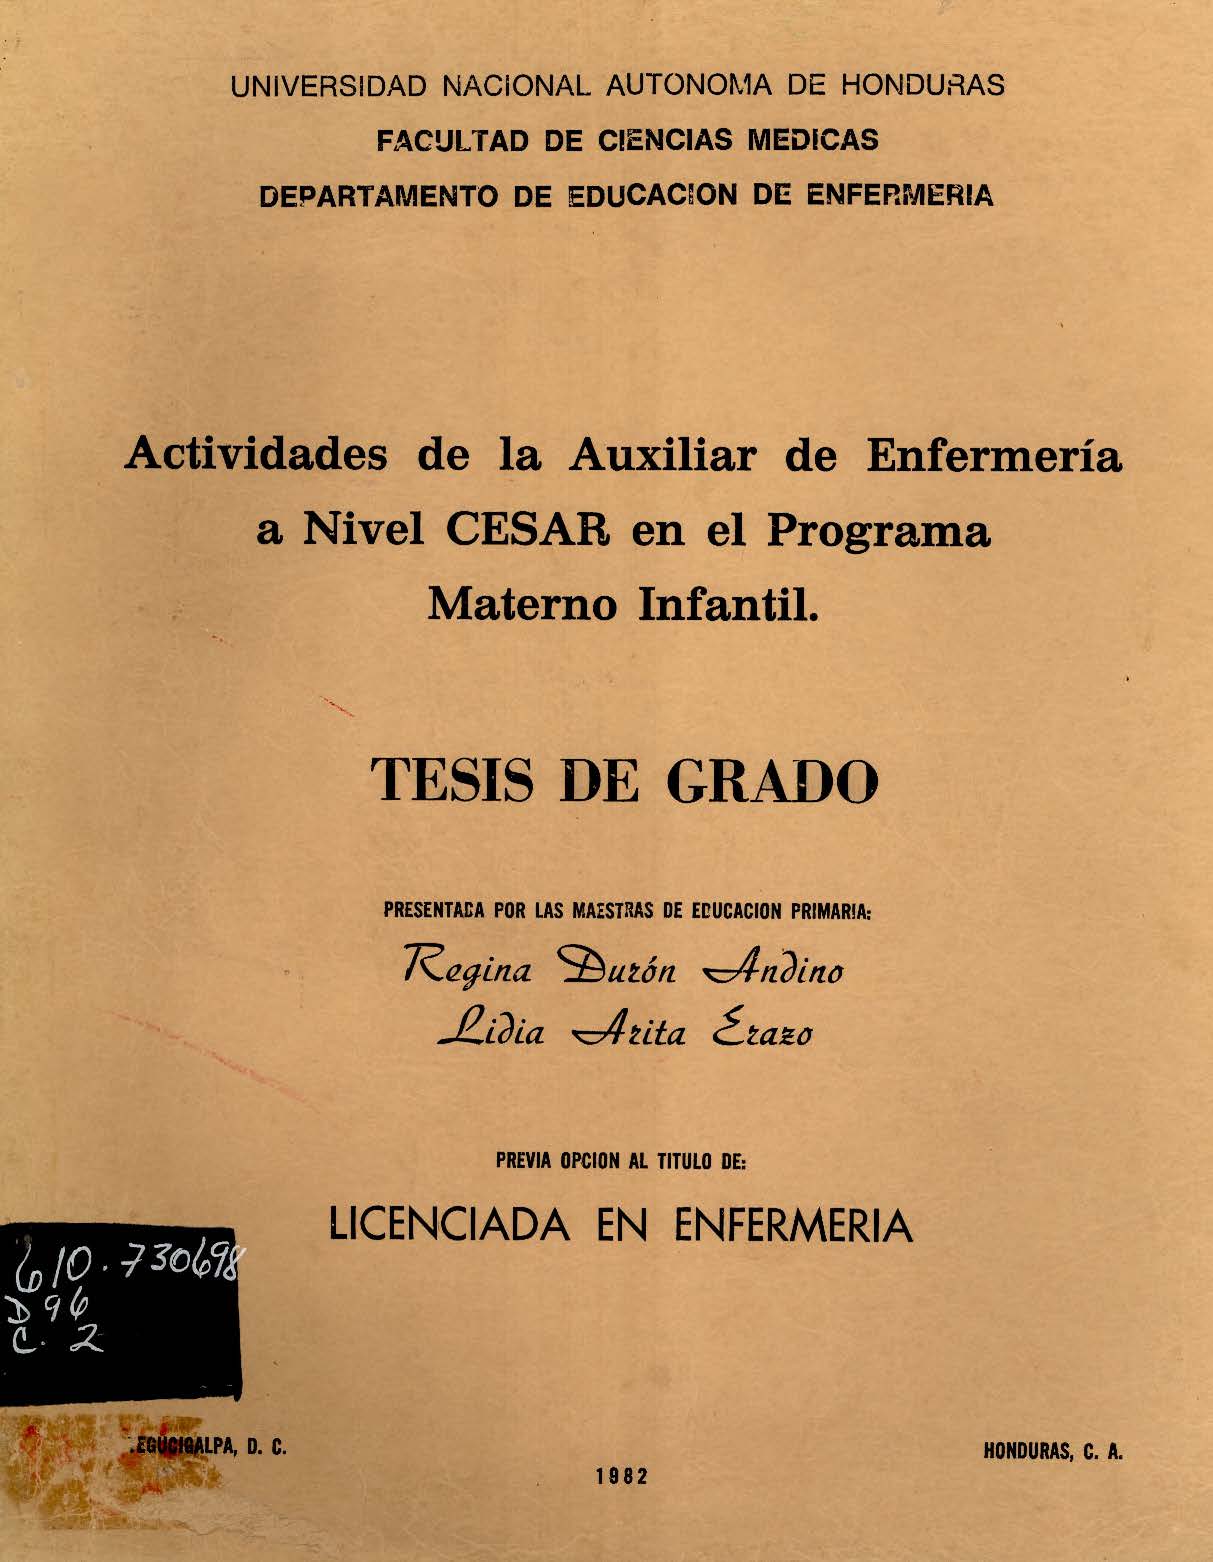 UNIVERSIDAD NACIONAL AUTONOMA DE HONDURAS
FACULTAD DE CIENCIAS MEDICAS
DEPARTAMENTO DE EDUCACION DE ENFERMERIA
Actividades de la Auxiliar de Enfermería
a Nivel CESAR en el Programa
Materno Infantil.
TESIS DE GRADO
PRESENTADA POR LAS MAESTRAS DE EDUCACION PRIMARIA:
Regina Durón Andino
Lidia Arita Erazo
PREVIA OPCION AL TITULO DE:
LICENCIADA EN ENFERMERIA
610.730698
D96
C. 2
TEGUCIGALPA, D. C.
HONDURAS, C. A.
1982